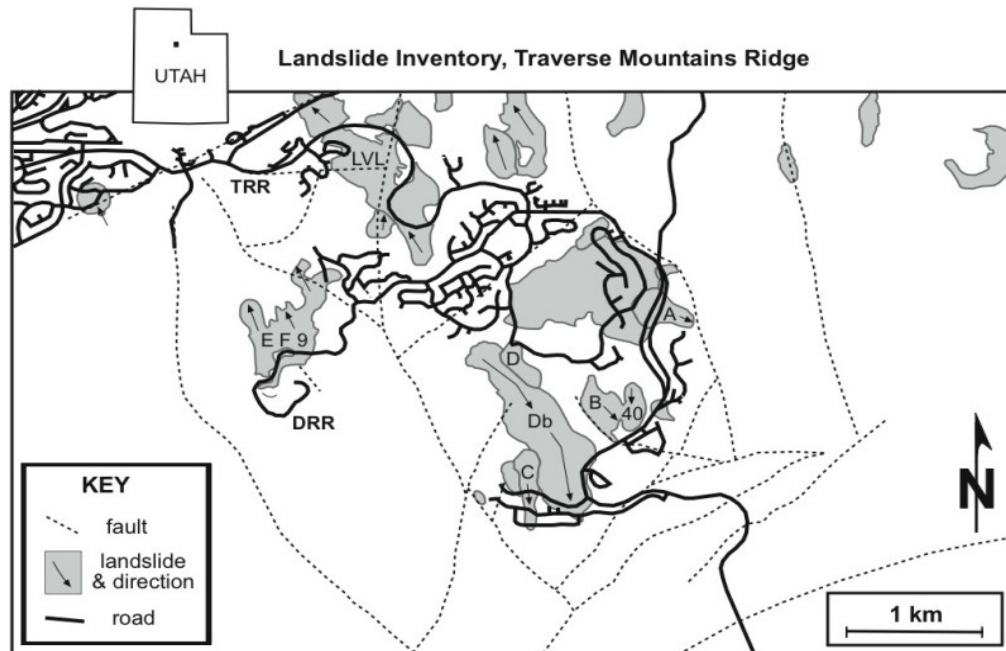 UTAH
Landslide Inventory, Traverse Mountains Ridge
LVL
TRR
A
E F 9
D
B
40
Db
DRR
C
KEY
fault
landslide
& direction
road
N
1 km